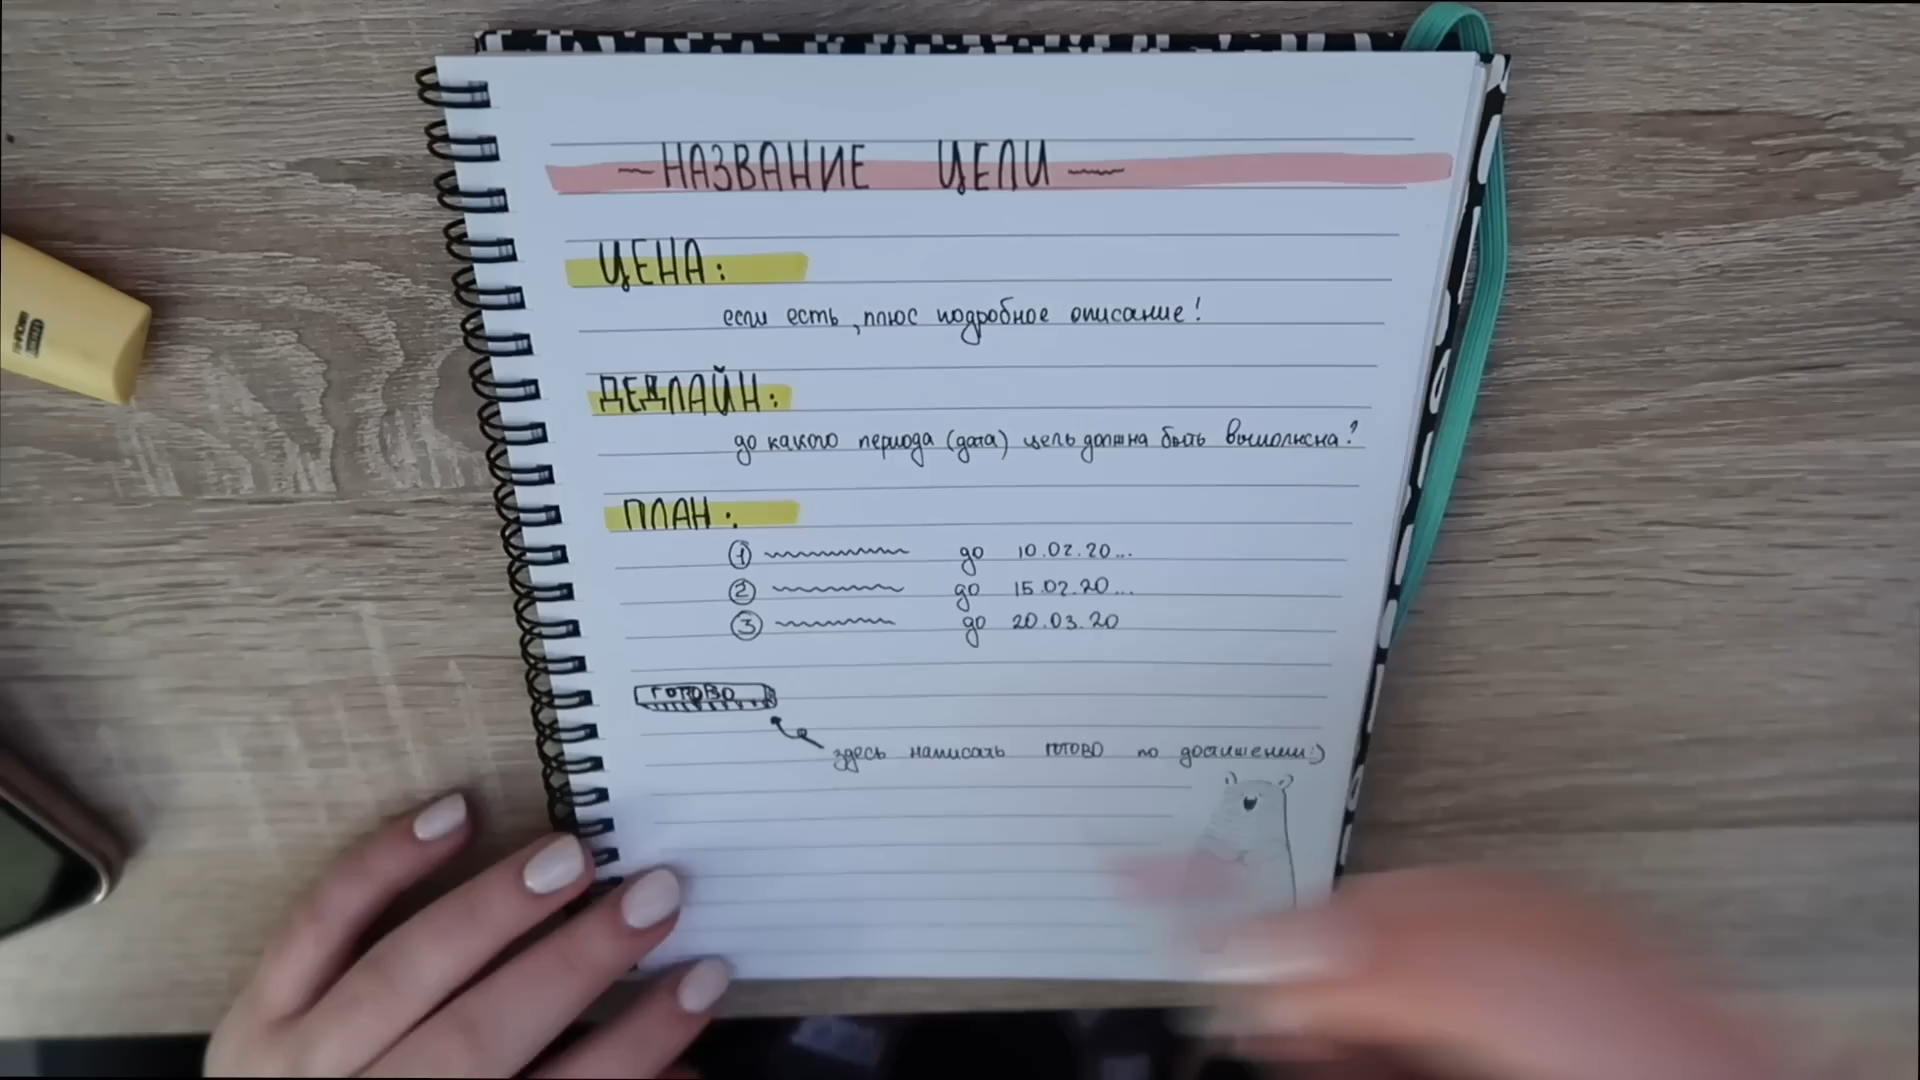 ~ НАЗВАНИЕ ЦЕЛИ ~
ЦЕНА:
если есть, плюс подробное описание!
ДЕДЛАЙН:
до какого периода (дата) цель должна быть выполнена?
ПЛАН:
1 до 10.02.20...
2 до 15.02.20...
3 до 20.03.20
ГОТОВО
здесь написать ГОТОВО по достижении:)